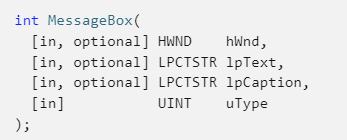 int MessageBox(
  [in, optional] HWND    hWnd,
  [in, optional] LPCTSTR lpText,
  [in, optional] LPCTSTR lpCaption,
  [in]           UINT    uType
);